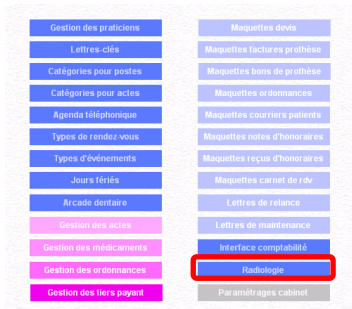 Gestion des praticiens
Lettres-clés
Catégories pour postes
Catégories pour actes
Agenda téléphonique
Types de rendez-vous
Types d'événements
Jours fériés
Arcade dentaire
Gestion des actes
Gestion des médicaments
Gestion des ordonnances
Gestion des tiers payant
Maquettes devis
Maquettes factures prothèse
Maquettes bons de prothèse
Maquettes ordonnances
Maquettes courriers patients
Maquettes notes d'honoraires
Maquettes reçus d'honoraires
Maquettes carnet de rdv
Lettres de relance
Lettres de maintenance
Interface comptabilité
Radiologie
Paramétrages cabinet